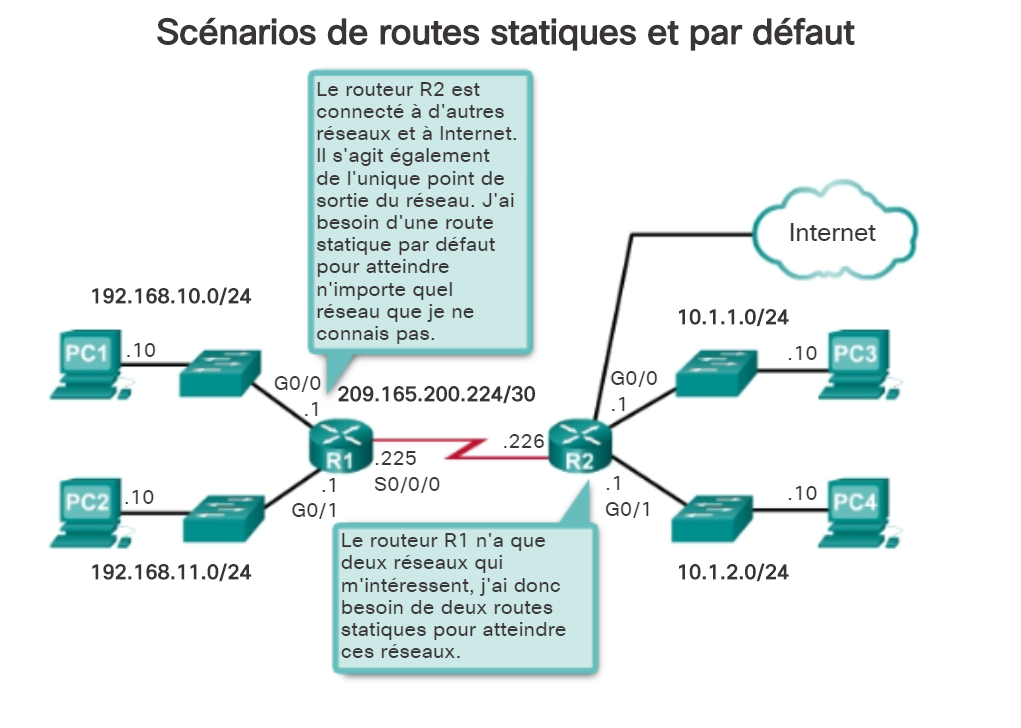 Scénarios de routes statiques et par défaut
Le routeur R2 est
connecté à d'autres
réseaux et à Internet.
Il s'agit également
de l'unique point de
sortie du réseau. J'ai
besoin d'une route
statique par défaut
pour atteindre
n'importe quel
réseau que je ne
connais pas.
Internet
192.168.10.0/24
PC1
.10
G0/0
.1
209.165.200.224/30
10.1.1.0/24
PC3
.10
G0/0
.1
R1
.225
S0/0/0
.226
R2
PC2
.10
.1
G0/1
192.168.11.0/24
.1
G0/1
.10
PC4
10.1.2.0/24
Le routeur R1 n'a que
deux réseaux qui
m'intéressent, j'ai donc
besoin de deux routes
statiques pour atteindre
ces réseaux.